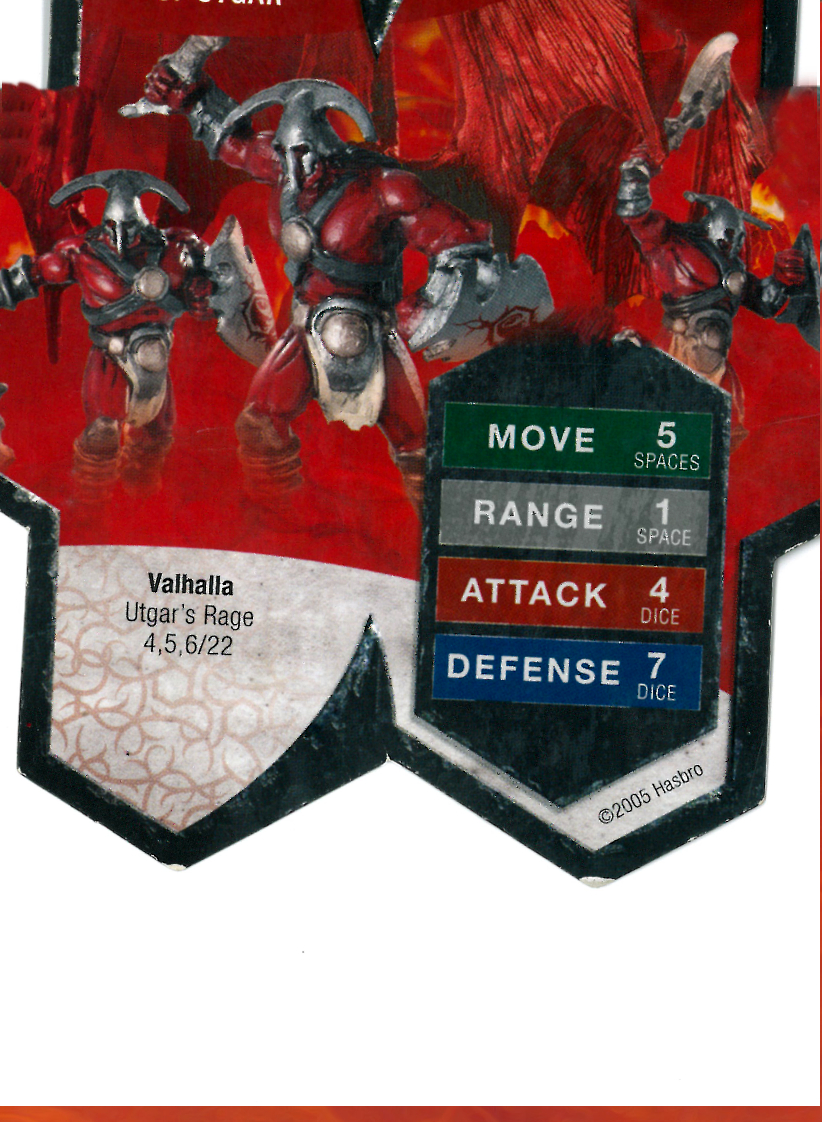 UTGAR
MOVE 5
SPACES
RANGE 1
SPACE
ATTACK 4
DICE
DEFENSE 7
DICE
Valhalla
Utgar's Rage
4,5,6/22
©2005 Hasbro